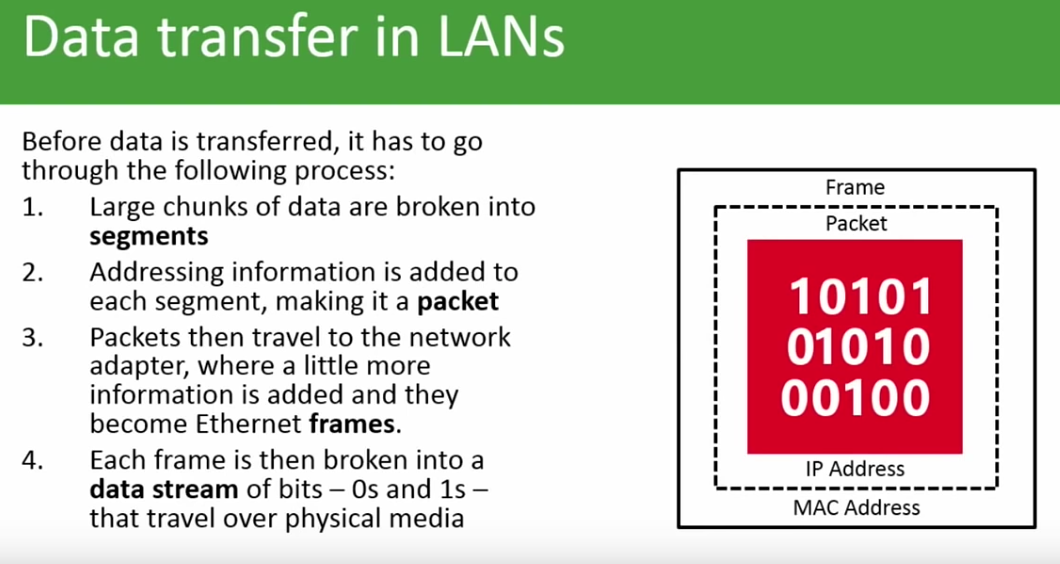 Data transfer in LANs
Before data is transferred, it has to go
through the following process:
1. Large chunks of data are broken into
segments
2. Addressing information is added to
each segment, making it a packet
3. Packets then travel to the network
adapter, where a little more
information is added and they
become Ethernet frames.
4. Each frame is then broken into a
data stream of bits – 0s and 1s –
that travel over physical media
Frame
Packet
10101
01010
00100
IP Address
MAC Address